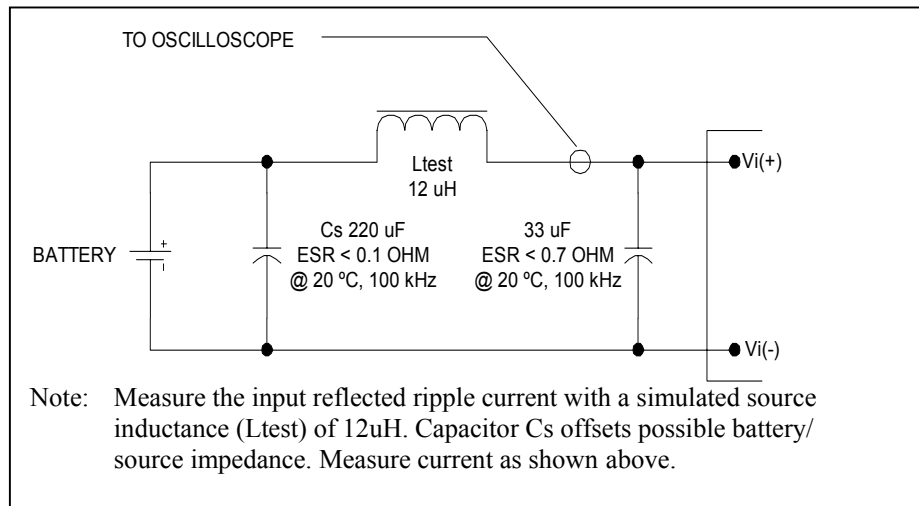 TO OSCILLOSCOPE
Ltest
12 uH
Vi(+)
Cs 220 uF
ESR < 0.1 OHM
@ 20 ºC, 100 kHz
33 uF
ESR < 0.7 OHM
@ 20 ºC, 100 kHz
BATTERY
+
-
Vi(-)
Note: Measure the input reflected ripple current with a simulated source
inductance (Ltest) of 12uH. Capacitor Cs offsets possible battery/
source impedance. Measure current as shown above.